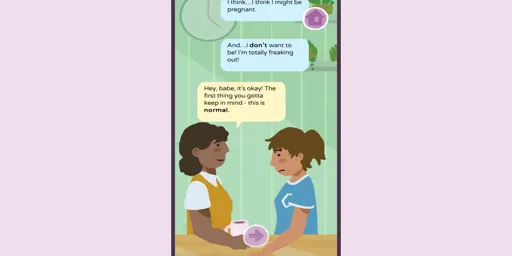 I think...I think I might be
pregnant.
And...I don't want to
be! I'm totally freaking
out!
Hey, babe, it's okay! The
first thing you gotta
keep in mind - this is
normal.